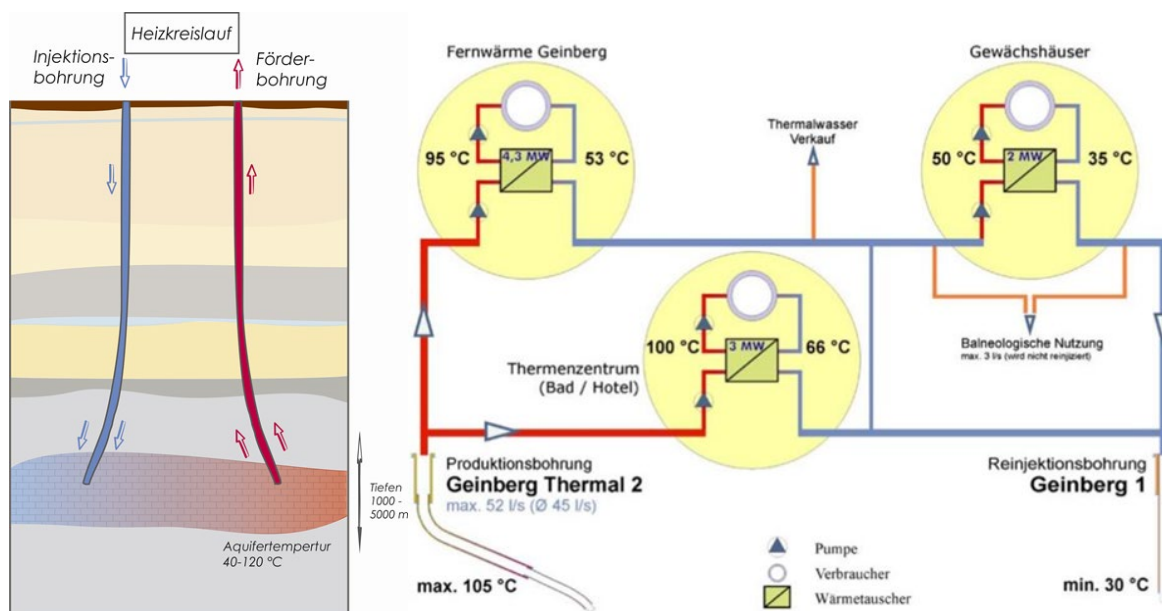 Heizkreislauf
Injektions-
bohrung
Förder-
bohrung
Tiefen
1000 -
5000 m
Aquifertempertur
40-120 °C
Fernwärme Geinberg
4,3 MW
95 °C
53 °C
Thermalwasser
Verkauf
Gewächshäuser
2 MW
50 °C
35 °C
Thermenzentrum
(Bad / Hotel)
3 MW
100 °C
66 °C
Balneologische Nutzung
max. 3 l/s (wird nicht reinjiziert)
Produktionsbohrung
Geinberg Thermal 2
max. 52 l/s (Ø 45 l/s)
max. 105 °C
Reinjektionsbohrung
Geinberg 1
min. 30 °C
Pumpe
Verbraucher
Wärmetauscher